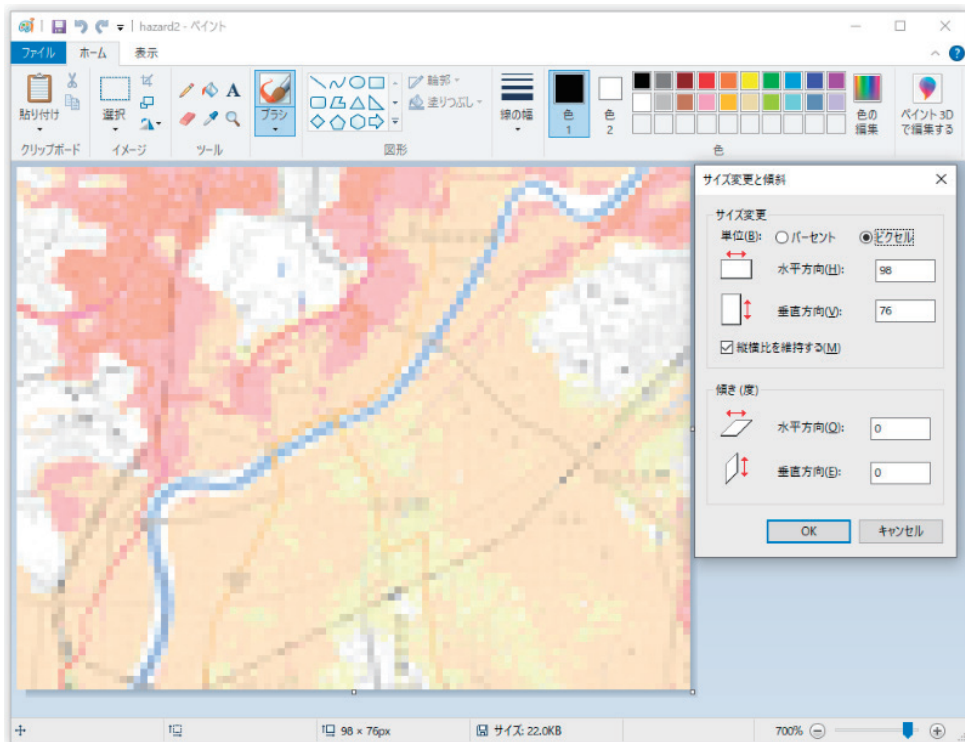 hazard2 - ペイント
ファイル ホーム 表示
貼り付け 選択 A ブラシ 輪郭 塗りつぶし 線の幅 色 1 色 2 色の編集 ペイント 3D で編集する
クリップボード イメージ ツール 図形 色
サイズ変更と傾斜
サイズ変更
単位(B): パーセント ピクセル
水平方向(H): 98
垂直方向(V): 76
縦横比を維持する(M)
傾き (度)
水平方向(O): 0
垂直方向(E): 0
OK キャンセル
98 × 76px サイズ: 22.0KB 700%